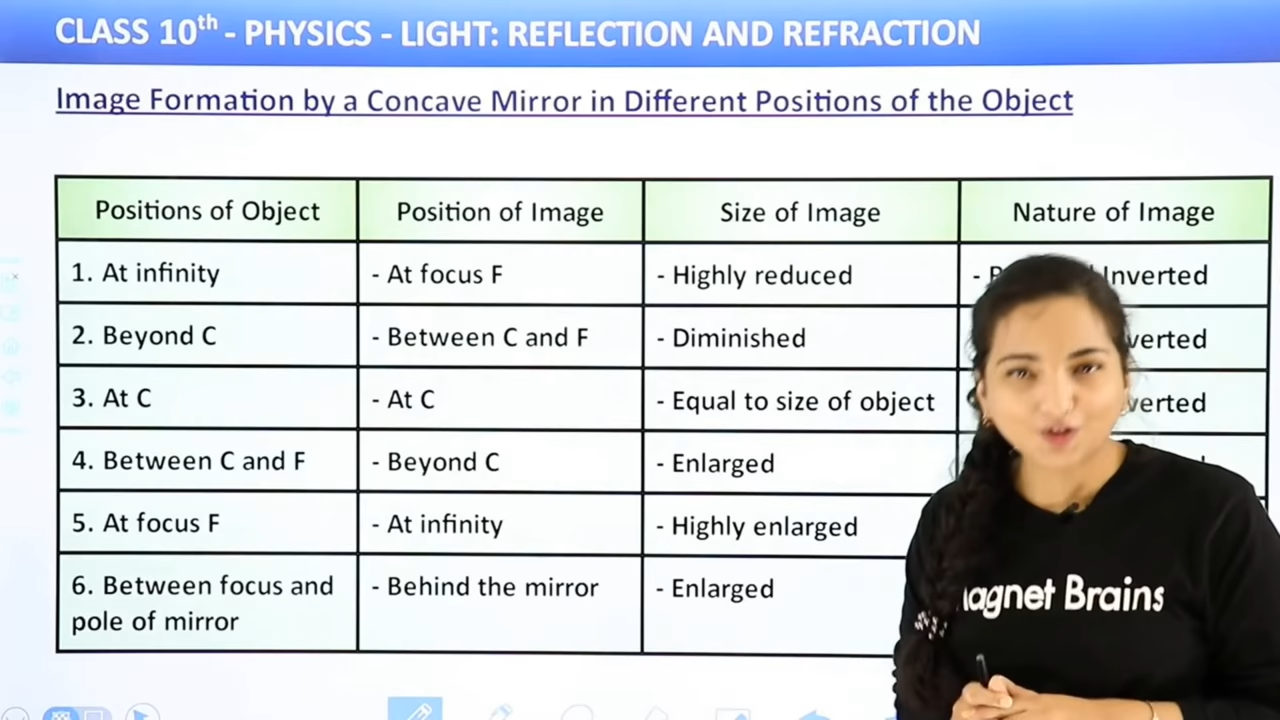 CLASS 10th - PHYSICS - LIGHT: REFLECTION AND REFRACTION
Image Formation by a Concave Mirror in Different Positions of the Object
Positions of Object Position of Image Size of Image Nature of Image
1. At infinity - At focus F - Highly reduced - Inverted
2. Beyond C - Between C and F - Diminished
3. At C - At C - Equal to size of object
4. Between C and F - Beyond C - Enlarged
5. At focus F - At infinity - Highly enlarged
6. Between focus and - Behind the mirror - Enlarged
pole of mirror
Brains